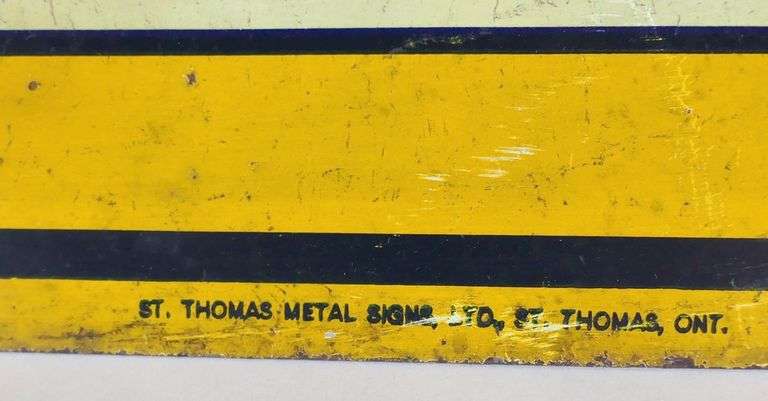 ST. THOMAS METAL SIGNS, LTD., ST. THOMAS, ONT.